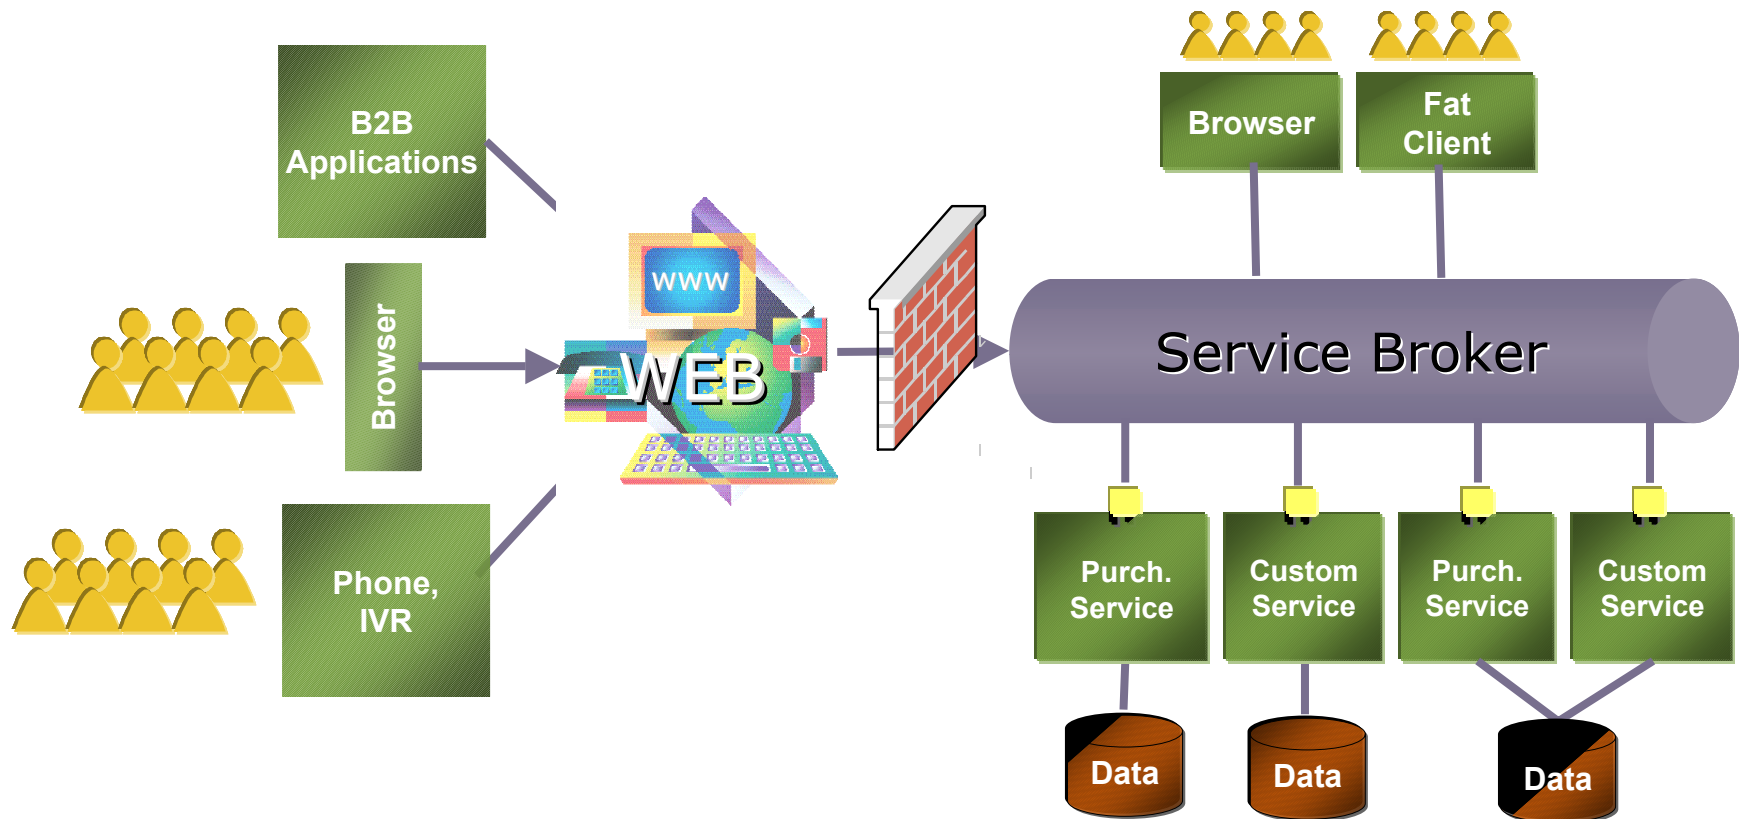 B2B
Applications
Browser
Phone,
IVR
WWW
WEB
Browser
Fat
Client
Service Broker
Purch.
Service
Custom
Service
Purch.
Service
Custom
Service
Data
Data
Data